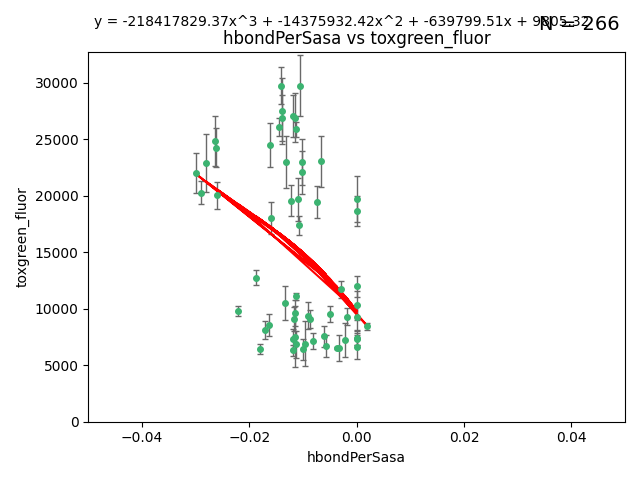 y = -218417829.37x^3 + -14375932.42x^2 + -639799.51x + 9805.32
N = 266
hbondPerSasa vs toxgreen_fluor
30000
25000
20000
15000
10000
5000
0
toxgreen_fluor
-0.04
-0.02
0.00
0.02
0.04
hbondPerSasa